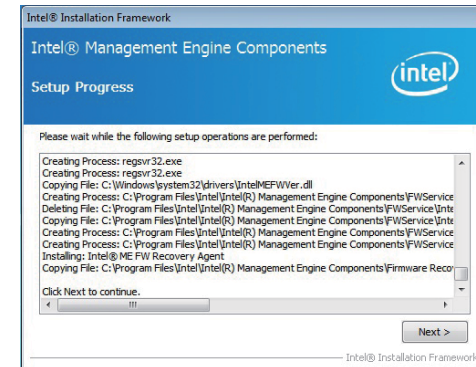 Intel® Installation Framework
Intel® Management Engine Components
intel
Setup Progress
Please wait while the following setup operations are performed:
Creating Process: regsvr32.exe
Creating Process: regsvr32.exe
Copying File: C:\Windows\system32\drivers\IntelMEFWVer.dll
Creating Process: C:\Program Files\Intel\Intel(R) Management Engine Components\FWService
Deleting File: C:\Program Files\Intel\Intel(R) Management Engine Components\FWService\Inte
Copying File: C:\Program Files\Intel\Intel(R) Management Engine Components\FWService\Inte
Creating Process: C:\Program Files\Intel\Intel(R) Management Engine Components\FWService
Creating Process: C:\Program Files\Intel\Intel(R) Management Engine Components\FWService
Installing: Intel® ME FW Recovery Agent
Copying File: C:\Program Files\Intel\Intel(R) Management Engine Components\Firmware Recov
Click Next to continue.
Next >
Intel® Installation Framework